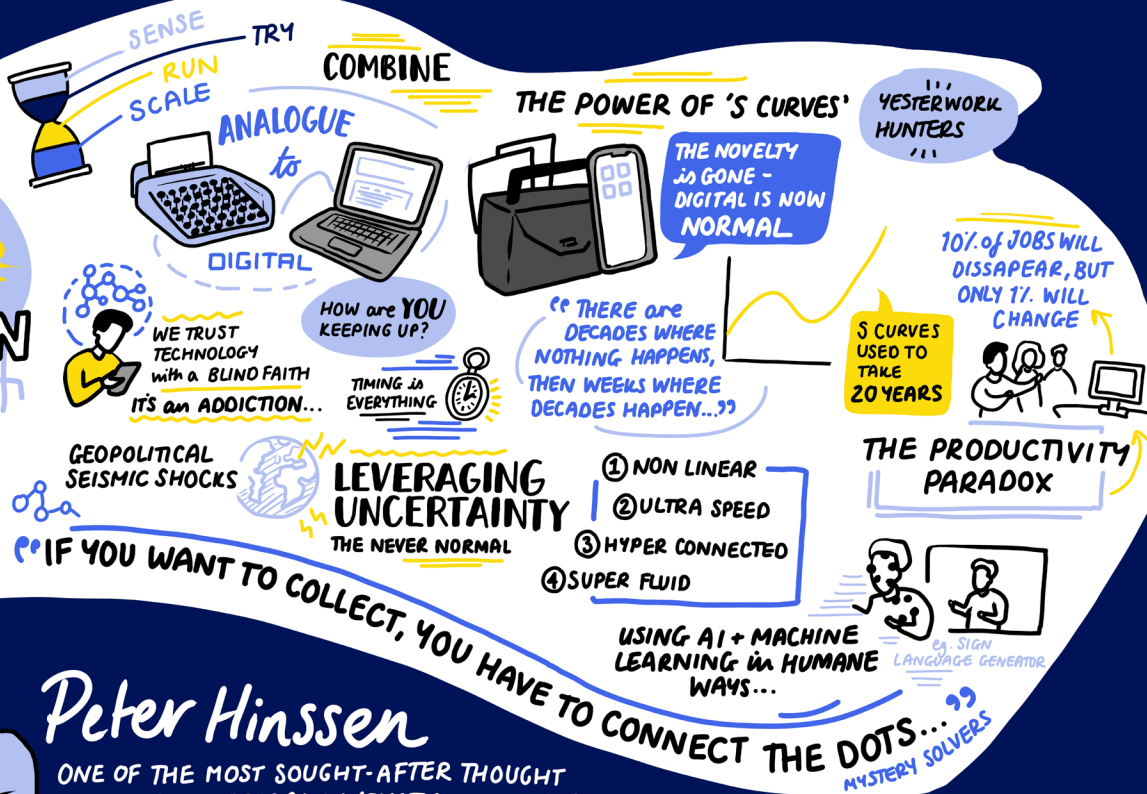 SENSE
TRY
RUN
SCALE
COMBINE
ANALOGUE
to
DIGITAL
THE POWER OF 'S CURVES'
YESTERWORK
HUNTERS
THE NOVELTY
is GONE -
DIGITAL IS NOW
NORMAL
10% of JOBS WILL
DISSAPEAR, BUT
ONLY 1% WILL
CHANGE
HOW are YOU
KEEPING UP?
WE TRUST
TECHNOLOGY
with a BLIND FAITH
IT'S an ADDICTION...
TIMING is
EVERYTHING
"THERE are
DECADES WHERE
NOTHING HAPPENS,
THEN WEEKS WHERE
DECADES HAPPEN..."
S CURVES
USED TO
TAKE
20 YEARS
THE PRODUCTIVITY
PARADOX
GEOPOLITICAL
SEISMIC SHOCKS
LEVERAGING
UNCERTAINTY
THE NEVER NORMAL
1 NON LINEAR
2 ULTRA SPEED
3 HYPER CONNECTED
4 SUPER FLUID
USING AI + MACHINE
LEARNING in HUMANE
WAYS...
eg. SIGN
LANGUAGE GENEATOR
"IF YOU WANT TO COLLECT, YOU HAVE TO CONNECT THE DOTS..."
MYSTERY SOLVERS
Peter Hinssen
ONE OF THE MOST SOUGHT-AFTER THOUGHT